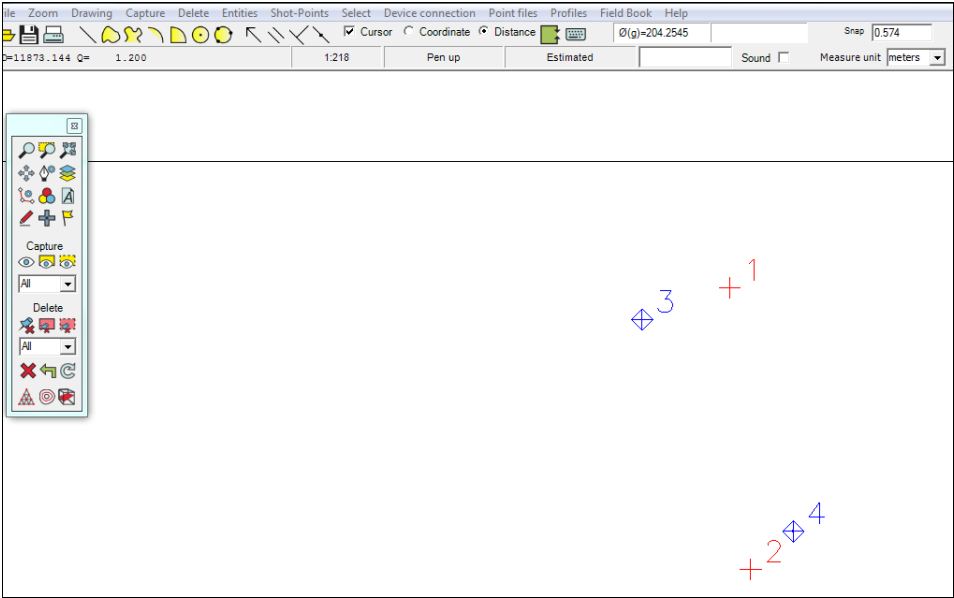 ile Zoom Drawing Capture Delete Entities Shot-Points Select Device connection Point files Profiles Field Book Help
Cursor Coordinate Distance Ø(g)=204.2545 Snap 0.574
D=11873.144 Q= 1.200 1:218 Pen up Estimated Sound Measure unit meters
Capture
All
Delete
All
1
3
4
2